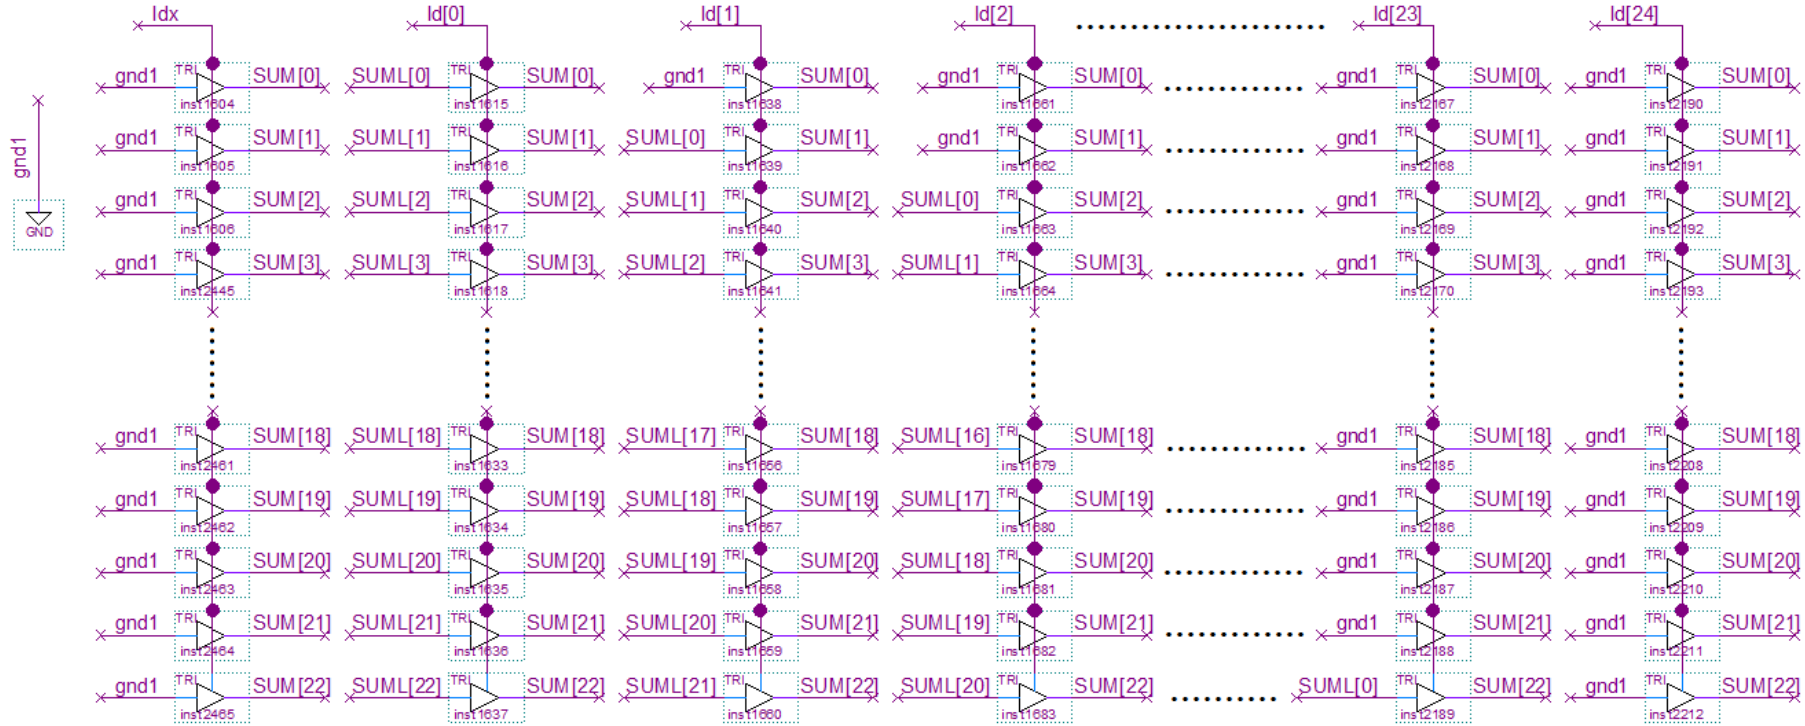 Idx Id[0] Id[1] Id[2] Id[23] Id[24]
TRI TRI TRI TRI TRI TRI
gnd1 SUM[0] SUML[0] SUM[0] gnd1 SUM[0] gnd1 SUM[0] gnd1 SUM[0] gnd1 SUM[0]
inst1604 inst1615 inst1638 inst1661 inst2167 inst2190
TRI TRI TRI TRI TRI TRI
gnd1 SUM[1] SUML[1] SUM[1] SUML[0] SUM[1] gnd1 SUM[1] gnd1 SUM[1] gnd1 SUM[1]
inst1605 inst1616 inst1639 inst1662 inst2168 inst2191
gnd1
TRI TRI TRI TRI TRI TRI
gnd1 SUM[2] SUML[2] SUM[2] SUML[1] SUM[2] SUML[0] SUM[2] gnd1 SUM[2] gnd1 SUM[2]
inst1606 inst1617 inst1640 inst1663 inst2169 inst2192
GND
TRI TRI TRI TRI TRI TRI
gnd1 SUM[3] SUML[3] SUM[3] SUML[2] SUM[3] SUML[1] SUM[3] gnd1 SUM[3] gnd1 SUM[3]
inst2445 inst1618 inst1641 inst1664 inst2170 inst2193
TRI TRI TRI TRI TRI TRI
gnd1 SUM[18] SUML[18] SUM[18] SUML[17] SUM[18] SUML[16] SUM[18] gnd1 SUM[18] gnd1 SUM[18]
inst2461 inst1633 inst1656 inst1679 inst2185 inst2208
TRI TRI TRI TRI TRI TRI
gnd1 SUM[19] SUML[19] SUM[19] SUML[18] SUM[19] SUML[17] SUM[19] gnd1 SUM[19] gnd1 SUM[19]
inst2462 inst1634 inst1657 inst1680 inst2186 inst2209
TRI TRI TRI TRI TRI TRI
gnd1 SUM[20] SUML[20] SUM[20] SUML[19] SUM[20] SUML[18] SUM[20] gnd1 SUM[20] gnd1 SUM[20]
inst2463 inst1635 inst1658 inst1681 inst2187 inst2210
TRI TRI TRI TRI TRI TRI
gnd1 SUM[21] SUML[21] SUM[21] SUML[20] SUM[21] SUML[19] SUM[21] gnd1 SUM[21] gnd1 SUM[21]
inst2464 inst1636 inst1659 inst1682 inst2188 inst2211
TRI TRI TRI TRI TRI TRI
gnd1 SUM[22] SUML[22] SUM[22] SUML[21] SUM[22] SUML[20] SUM[22] SUML[0] SUM[22] gnd1 SUM[22]
inst2465 inst1637 inst1660 inst1683 inst2189 inst2212